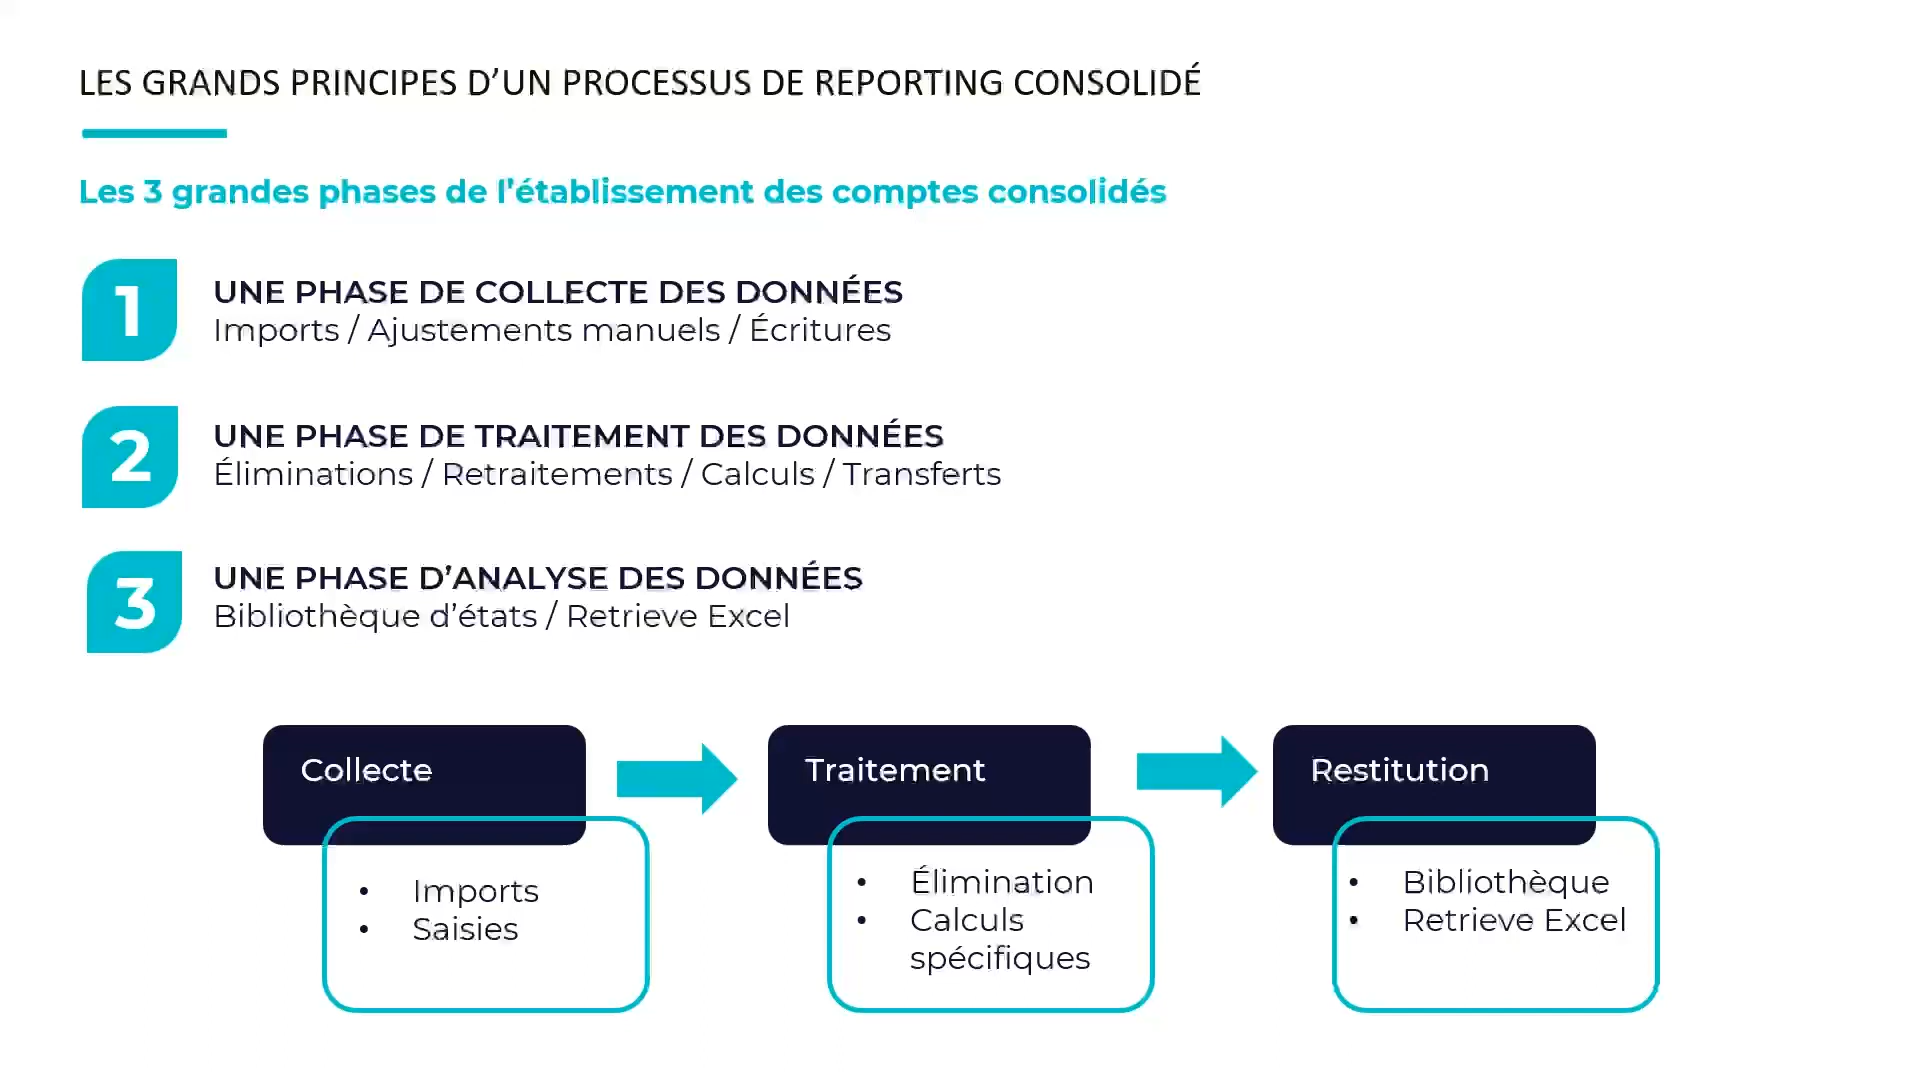 LES GRANDS PRINCIPES D’UN PROCESSUS DE REPORTING CONSOLIDÉ
Les 3 grandes phases de l’établissement des comptes consolidés
1
UNE PHASE DE COLLECTE DES DONNÉES
Imports / Ajustements manuels / Écritures
2
UNE PHASE DE TRAITEMENT DES DONNÉES
Éliminations / Retraitements / Calculs / Transferts
3
UNE PHASE D’ANALYSE DES DONNÉES
Bibliothèque d’états / Retrieve Excel
Collecte
• Imports
• Saisies
Traitement
• Élimination
• Calculs
spécifiques
Restitution
• Bibliothèque
• Retrieve Excel